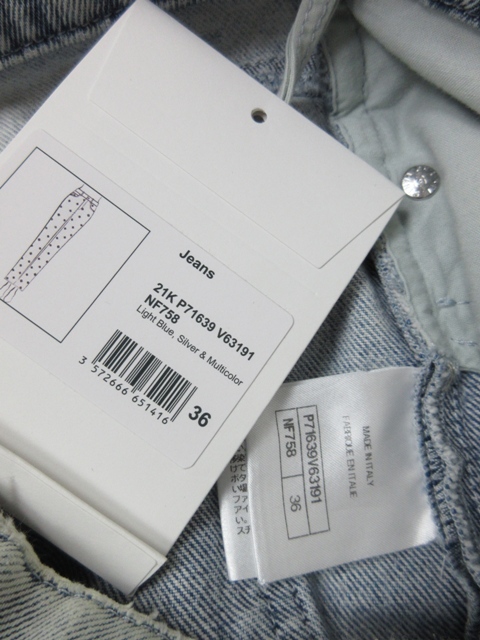 Jeans
21K P71639 V63191
NF758
Light Blue, Silver & Multicolor
3 572666 651416
36
MADE IN ITALY
FABRIQUE EN ITALIE
P71639V63191
NF758 36